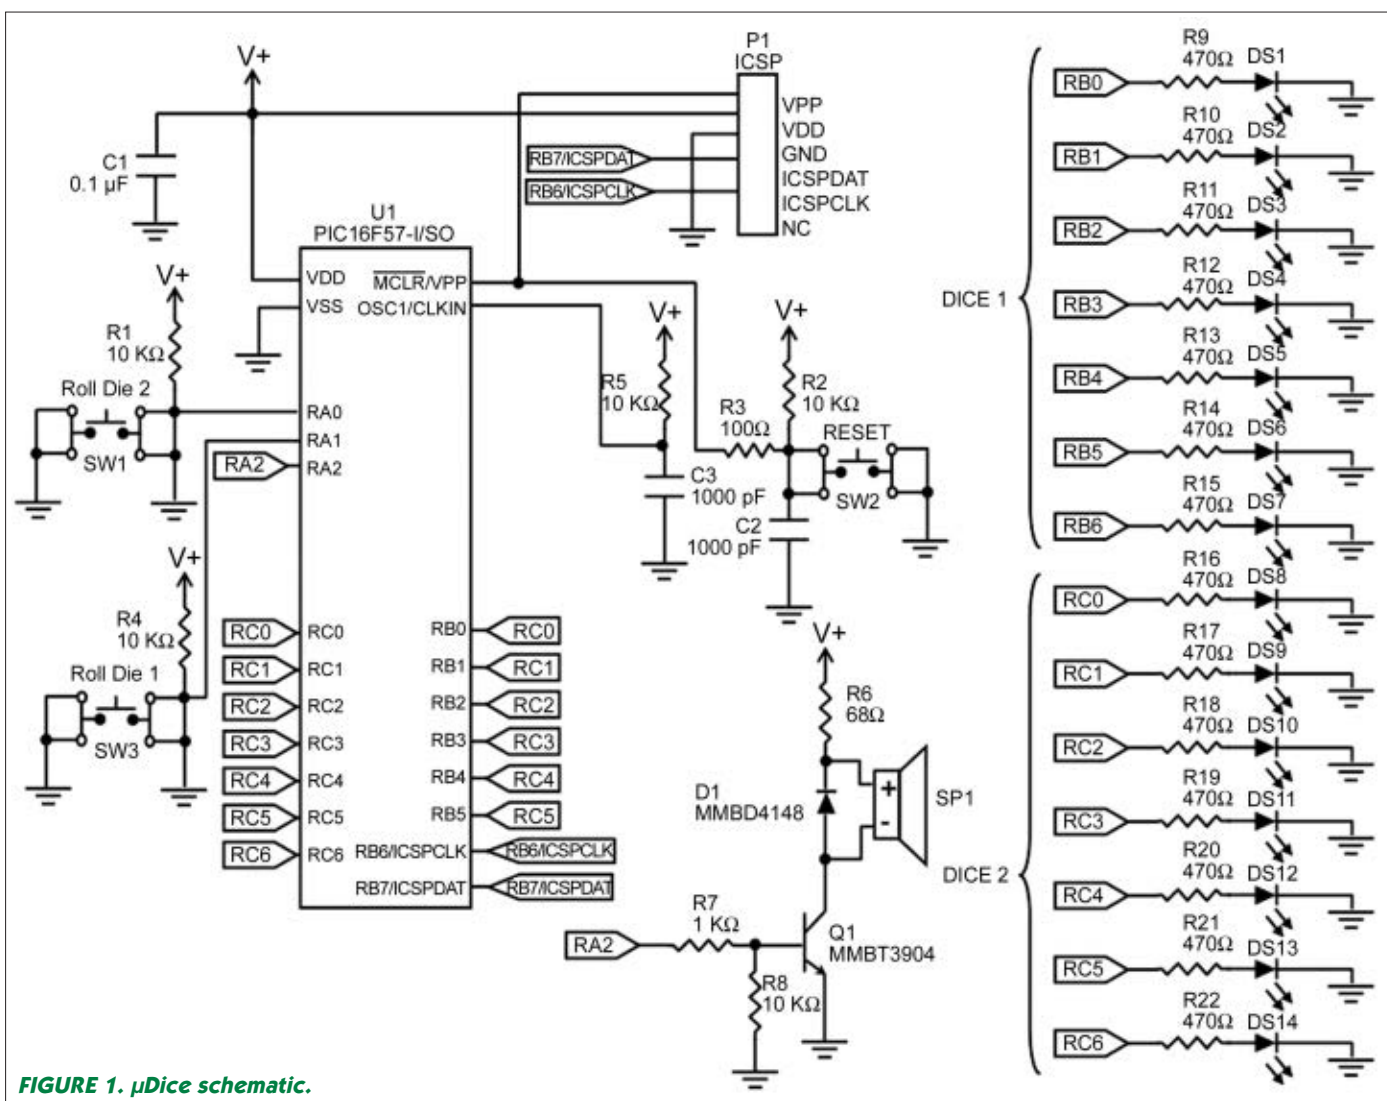 V+
C1
0.1 µF
P1
ICSP
VPP
VDD
GND
ICSPDAT
ICSPCLK
NC
RB7/ICSPDAT
RB6/ICSPCLK
U1
PIC16F57-I/SO
VDD
VSS
RA0
RA1
RA2
RC0
RC1
RC2
RC3
RC4
RC5
RC6
MCLR/VPP
OSC1/CLKIN
RB0
RB1
RB2
RB3
RB4
RB5
RB6/ICSPCLK
RB7/ICSPDAT
V+
R1
10 KΩ
Roll Die 2
SW1
RA2
V+
R4
10 KΩ
Roll Die 1
SW3
RC0
RC1
RC2
RC3
RC4
RC5
RC6
RC0
RC1
RC2
RC3
RC4
RC5
RB6/ICSPCLK
RB7/ICSPDAT
V+
R5
10 KΩ
C3
1000 pF
V+
R2
10 KΩ
R3
100Ω
RESET
SW2
C2
1000 pF
V+
R6
68Ω
D1
MMBD4148
+
-
SP1
RA2
R7
1 KΩ
Q1
MMBT3904
R8
10 KΩ
DICE 1
RB0
R9
470Ω
DS1
RB1
R10
470Ω
DS2
RB2
R11
470Ω
DS3
RB3
R12
470Ω
DS4
RB4
R13
470Ω
DS5
RB5
R14
470Ω
DS6
RB6
R15
470Ω
DS7
DICE 2
RC0
R16
470Ω
DS8
RC1
R17
470Ω
DS9
RC2
R18
470Ω
DS10
RC3
R19
470Ω
DS11
RC4
R20
470Ω
DS12
RC5
R21
470Ω
DS13
RC6
R22
470Ω
DS14
FIGURE 1. µDice schematic.